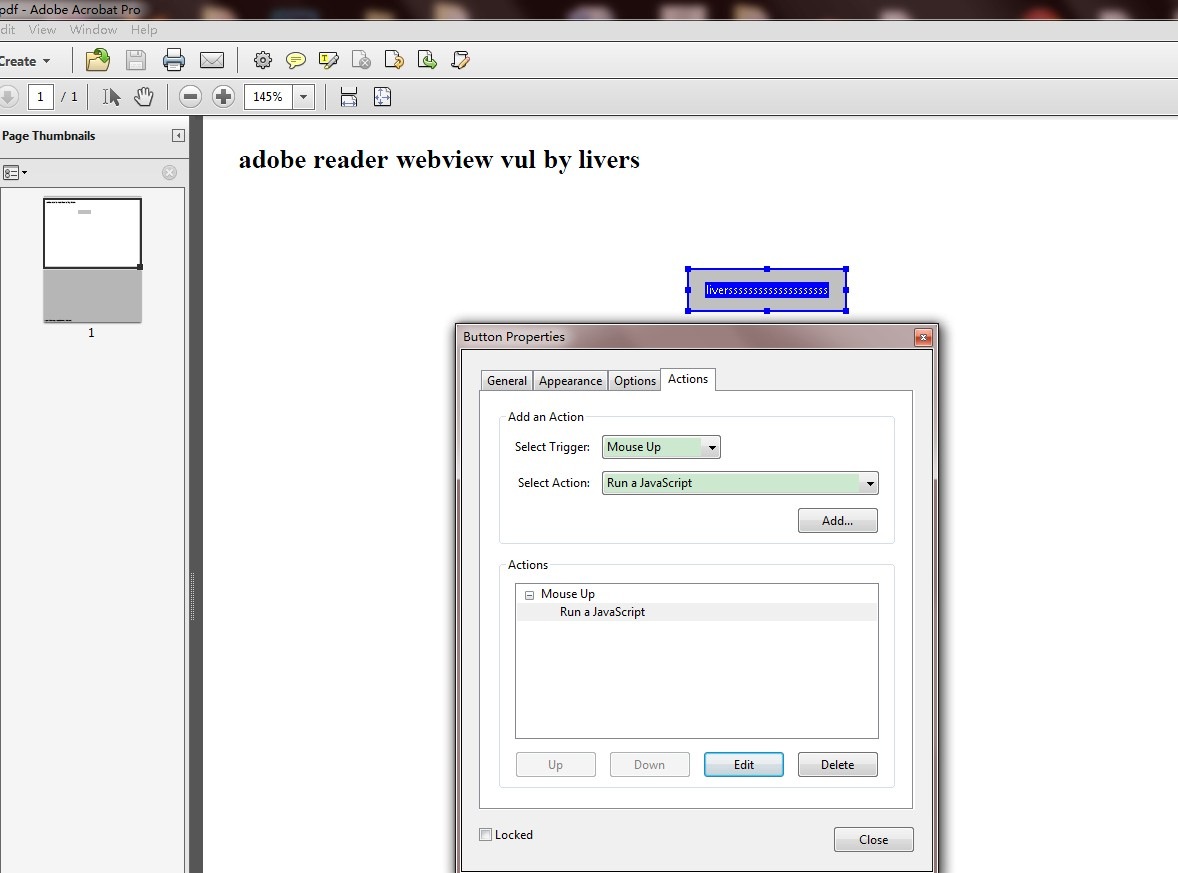 pdf - Adobe Acrobat Pro
dit View Window Help
Create
1 / 1 145%
Page Thumbnails
adobe reader webview vul by livers
1
liverssssssssssssssssssss
Button Properties
General Appearance Options Actions
Add an Action
Select Trigger: Mouse Up
Select Action: Run a JavaScript
Add...
Actions
Mouse Up
Run a JavaScript
Up Down Edit Delete
Locked
Close